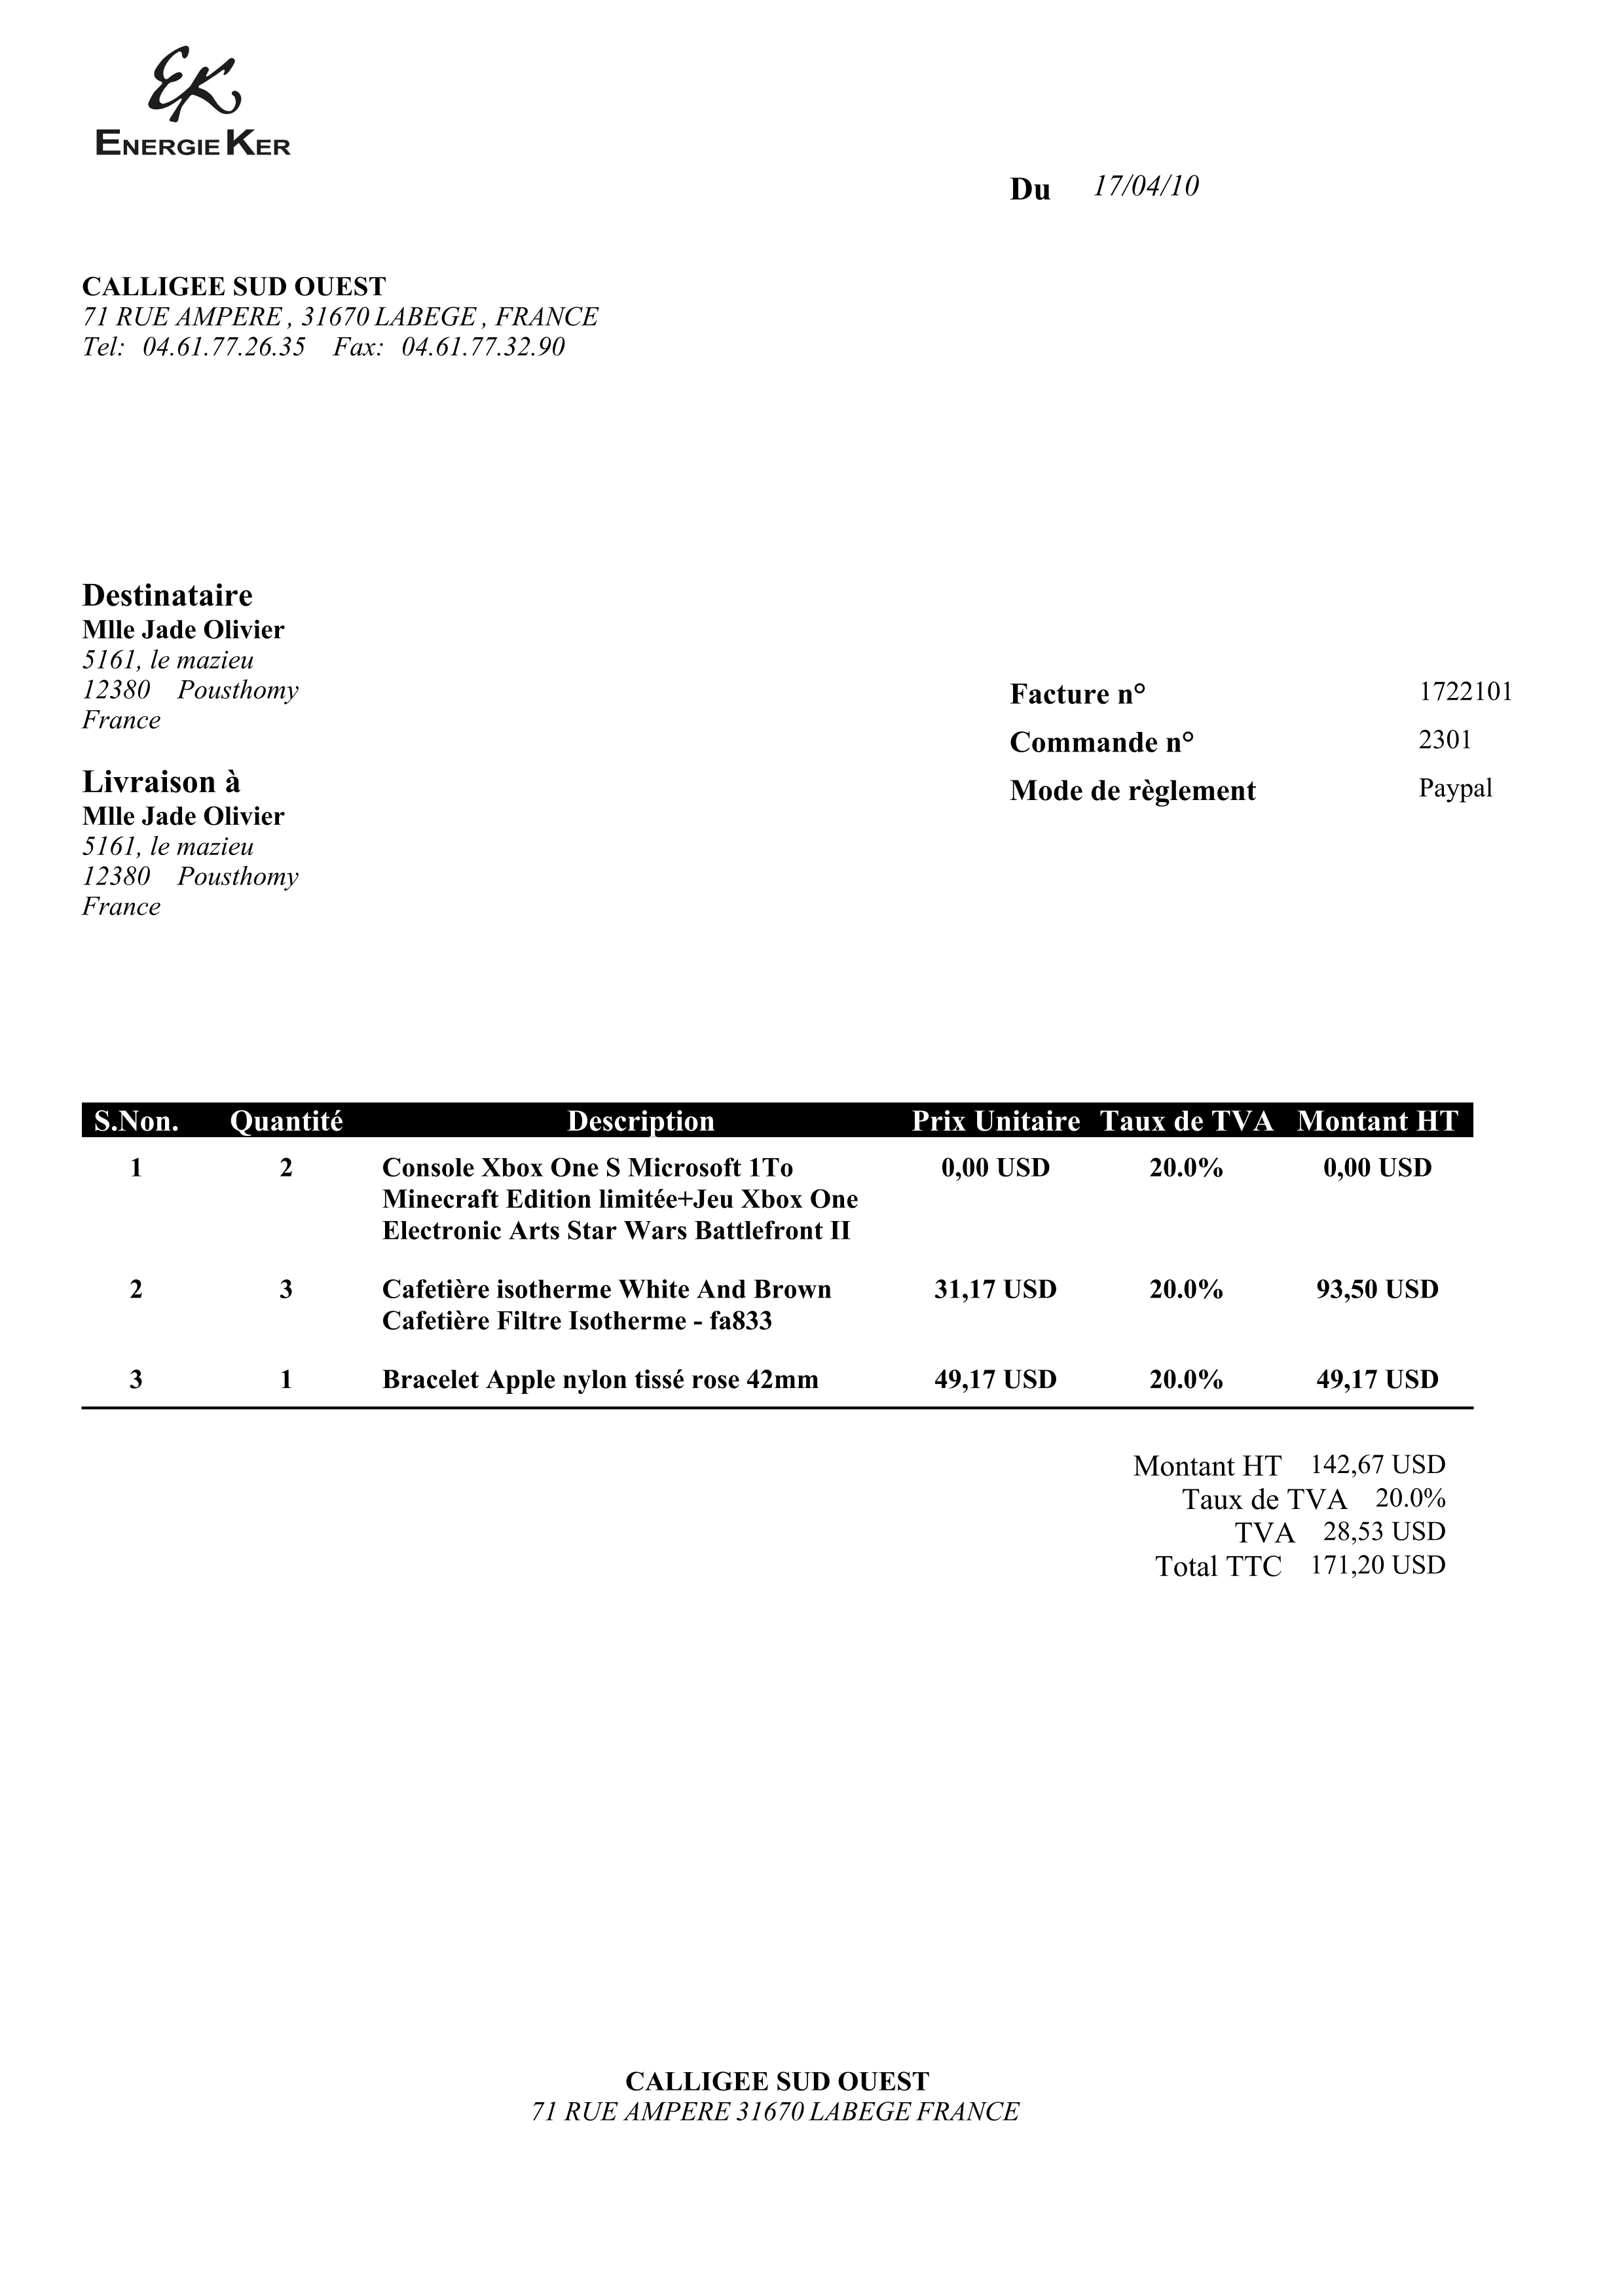 EK
ENERGIE KER
Du 17/04/10
CALLIGEE SUD OUEST
71 RUE AMPERE , 31670 LABEGE , FRANCE
Tel: 04.61.77.26.35 Fax: 04.61.77.32.90
Destinataire
Mlle Jade Olivier
5161, le mazieu
12380 Pousthomy
France
Facture n° 1722101
Commande n° 2301
Mode de règlement Paypal
Livraison à
Mlle Jade Olivier
5161, le mazieu
12380 Pousthomy
France
S.Non. Quantité Description Prix Unitaire Taux de TVA Montant HT
1 2 Console Xbox One S Microsoft 1To 0,00 USD 20.0% 0,00 USD
Minecraft Edition limitée+Jeu Xbox One
Electronic Arts Star Wars Battlefront II
2 3 Cafetière isotherme White And Brown 31,17 USD 20.0% 93,50 USD
Cafetière Filtre Isotherme - fa833
3 1 Bracelet Apple nylon tissé rose 42mm 49,17 USD 20.0% 49,17 USD
Montant HT 142,67 USD
Taux de TVA 20.0%
TVA 28,53 USD
Total TTC 171,20 USD
CALLIGEE SUD OUEST
71 RUE AMPERE 31670 LABEGE FRANCE